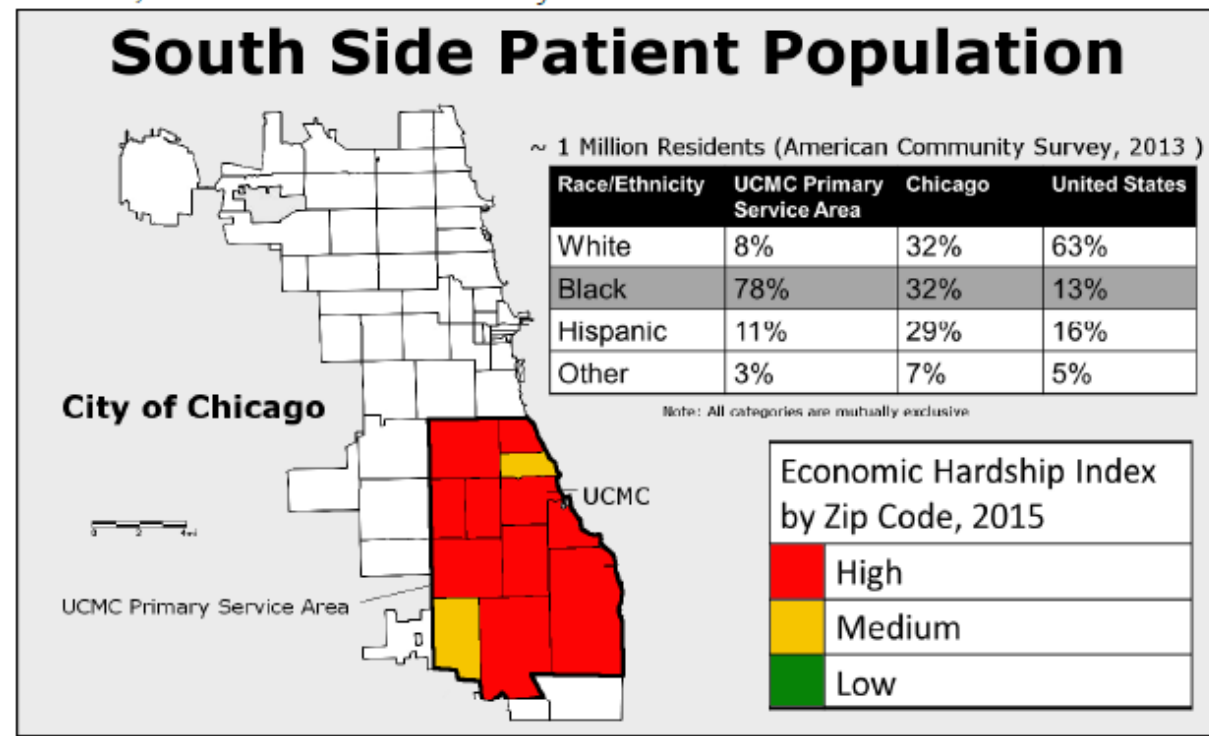 South Side Patient Population
~ 1 Million Residents (American Community Survey, 2013 )
Race/Ethnicity UCMC Primary Service Area Chicago United States
White 8% 32% 63%
Black 78% 32% 13%
Hispanic 11% 29% 16%
Other 3% 7% 5%
Note: All categories are mutually exclusive
City of Chicago
UCMC
UCMC Primary Service Area
Economic Hardship Index
by Zip Code, 2015
High
Medium
Low